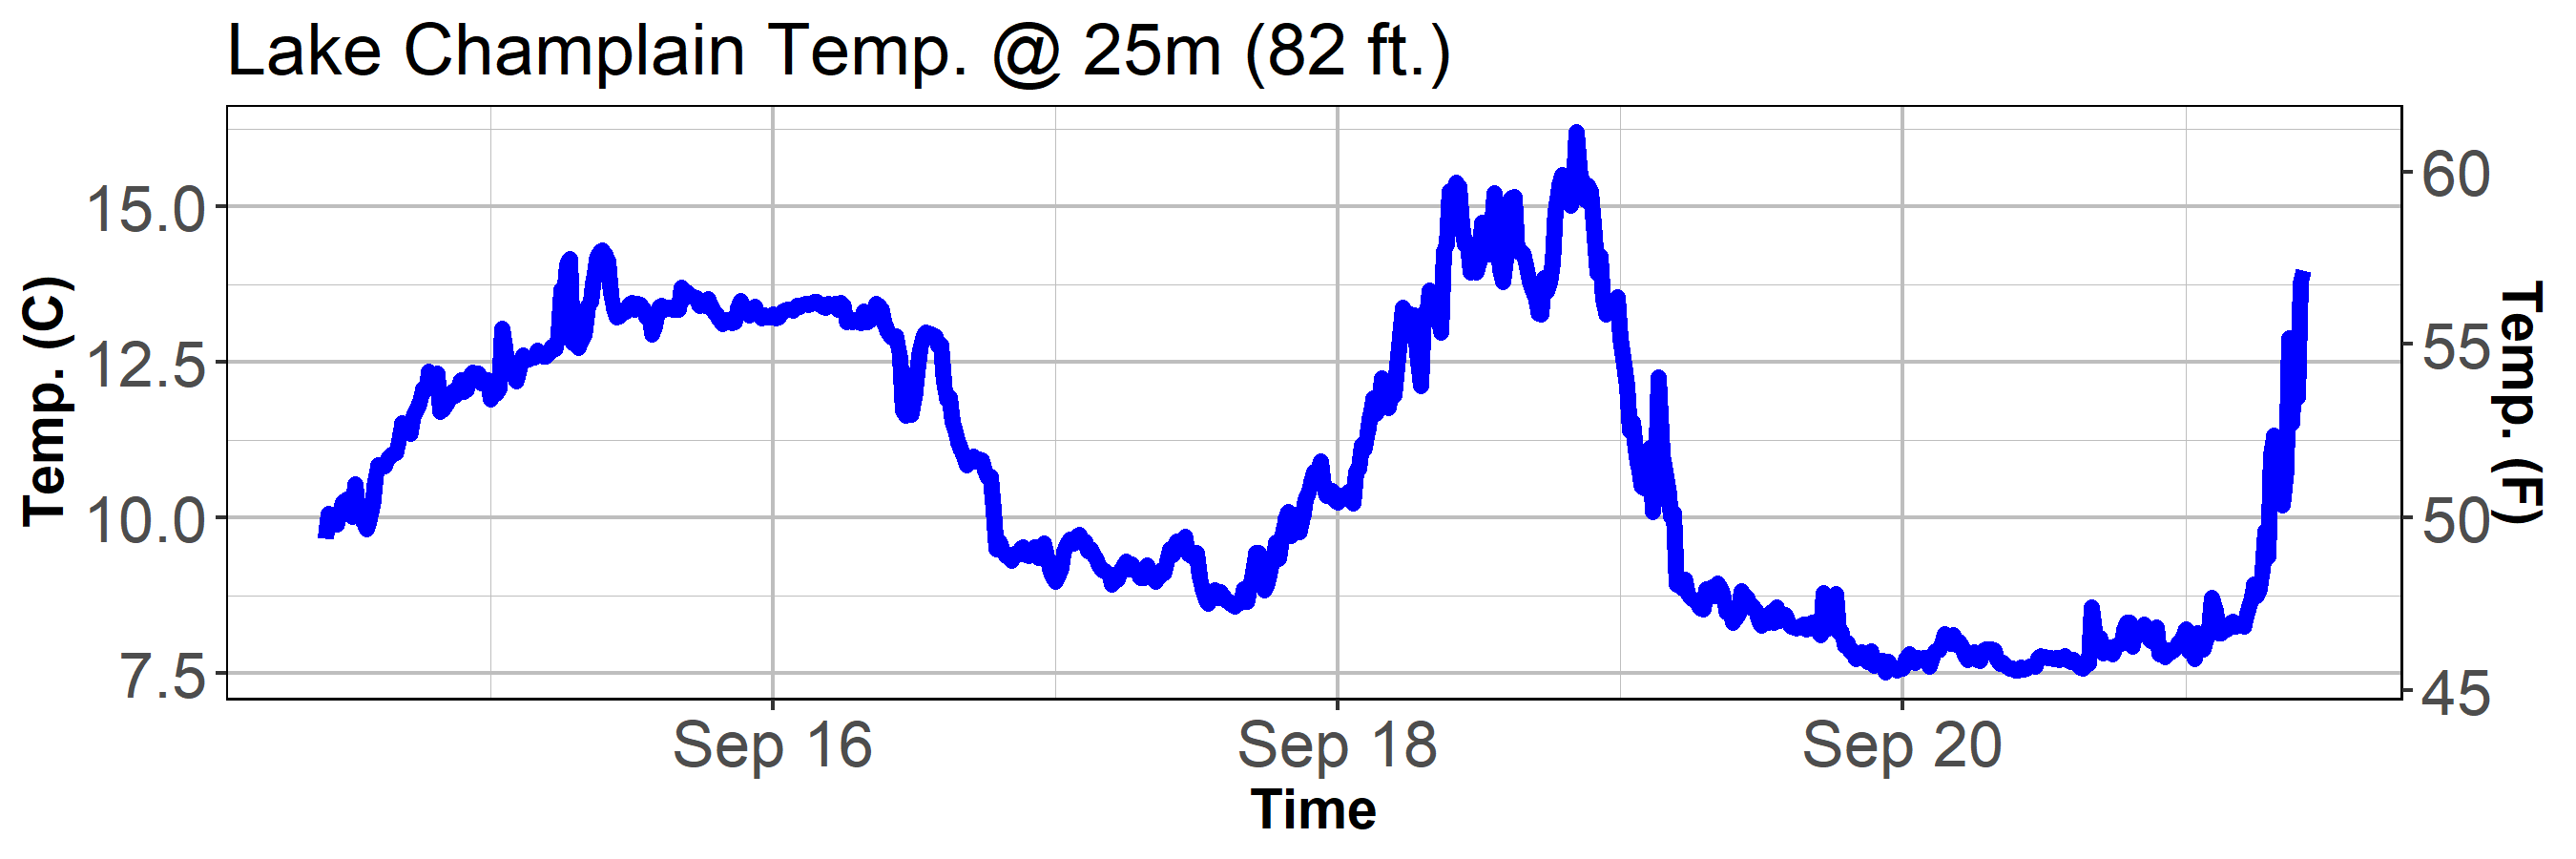 Lake Champlain Temp. @ 25m (82 ft.)
Temp. (C)
15.0
12.5
10.0
7.5
60
55
50
45
Temp. (F)
Sep 16 Sep 18 Sep 20
Time